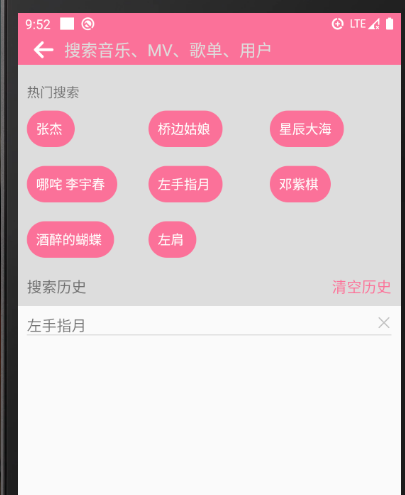 9:52 LTE
搜索音乐、MV、歌单、用户
热门搜索
张杰 桥边姑娘 星辰大海
哪咤 李宇春 左手指月 邓紫棋
酒醉的蝴蝶 左肩
搜索历史 清空历史
左手指月